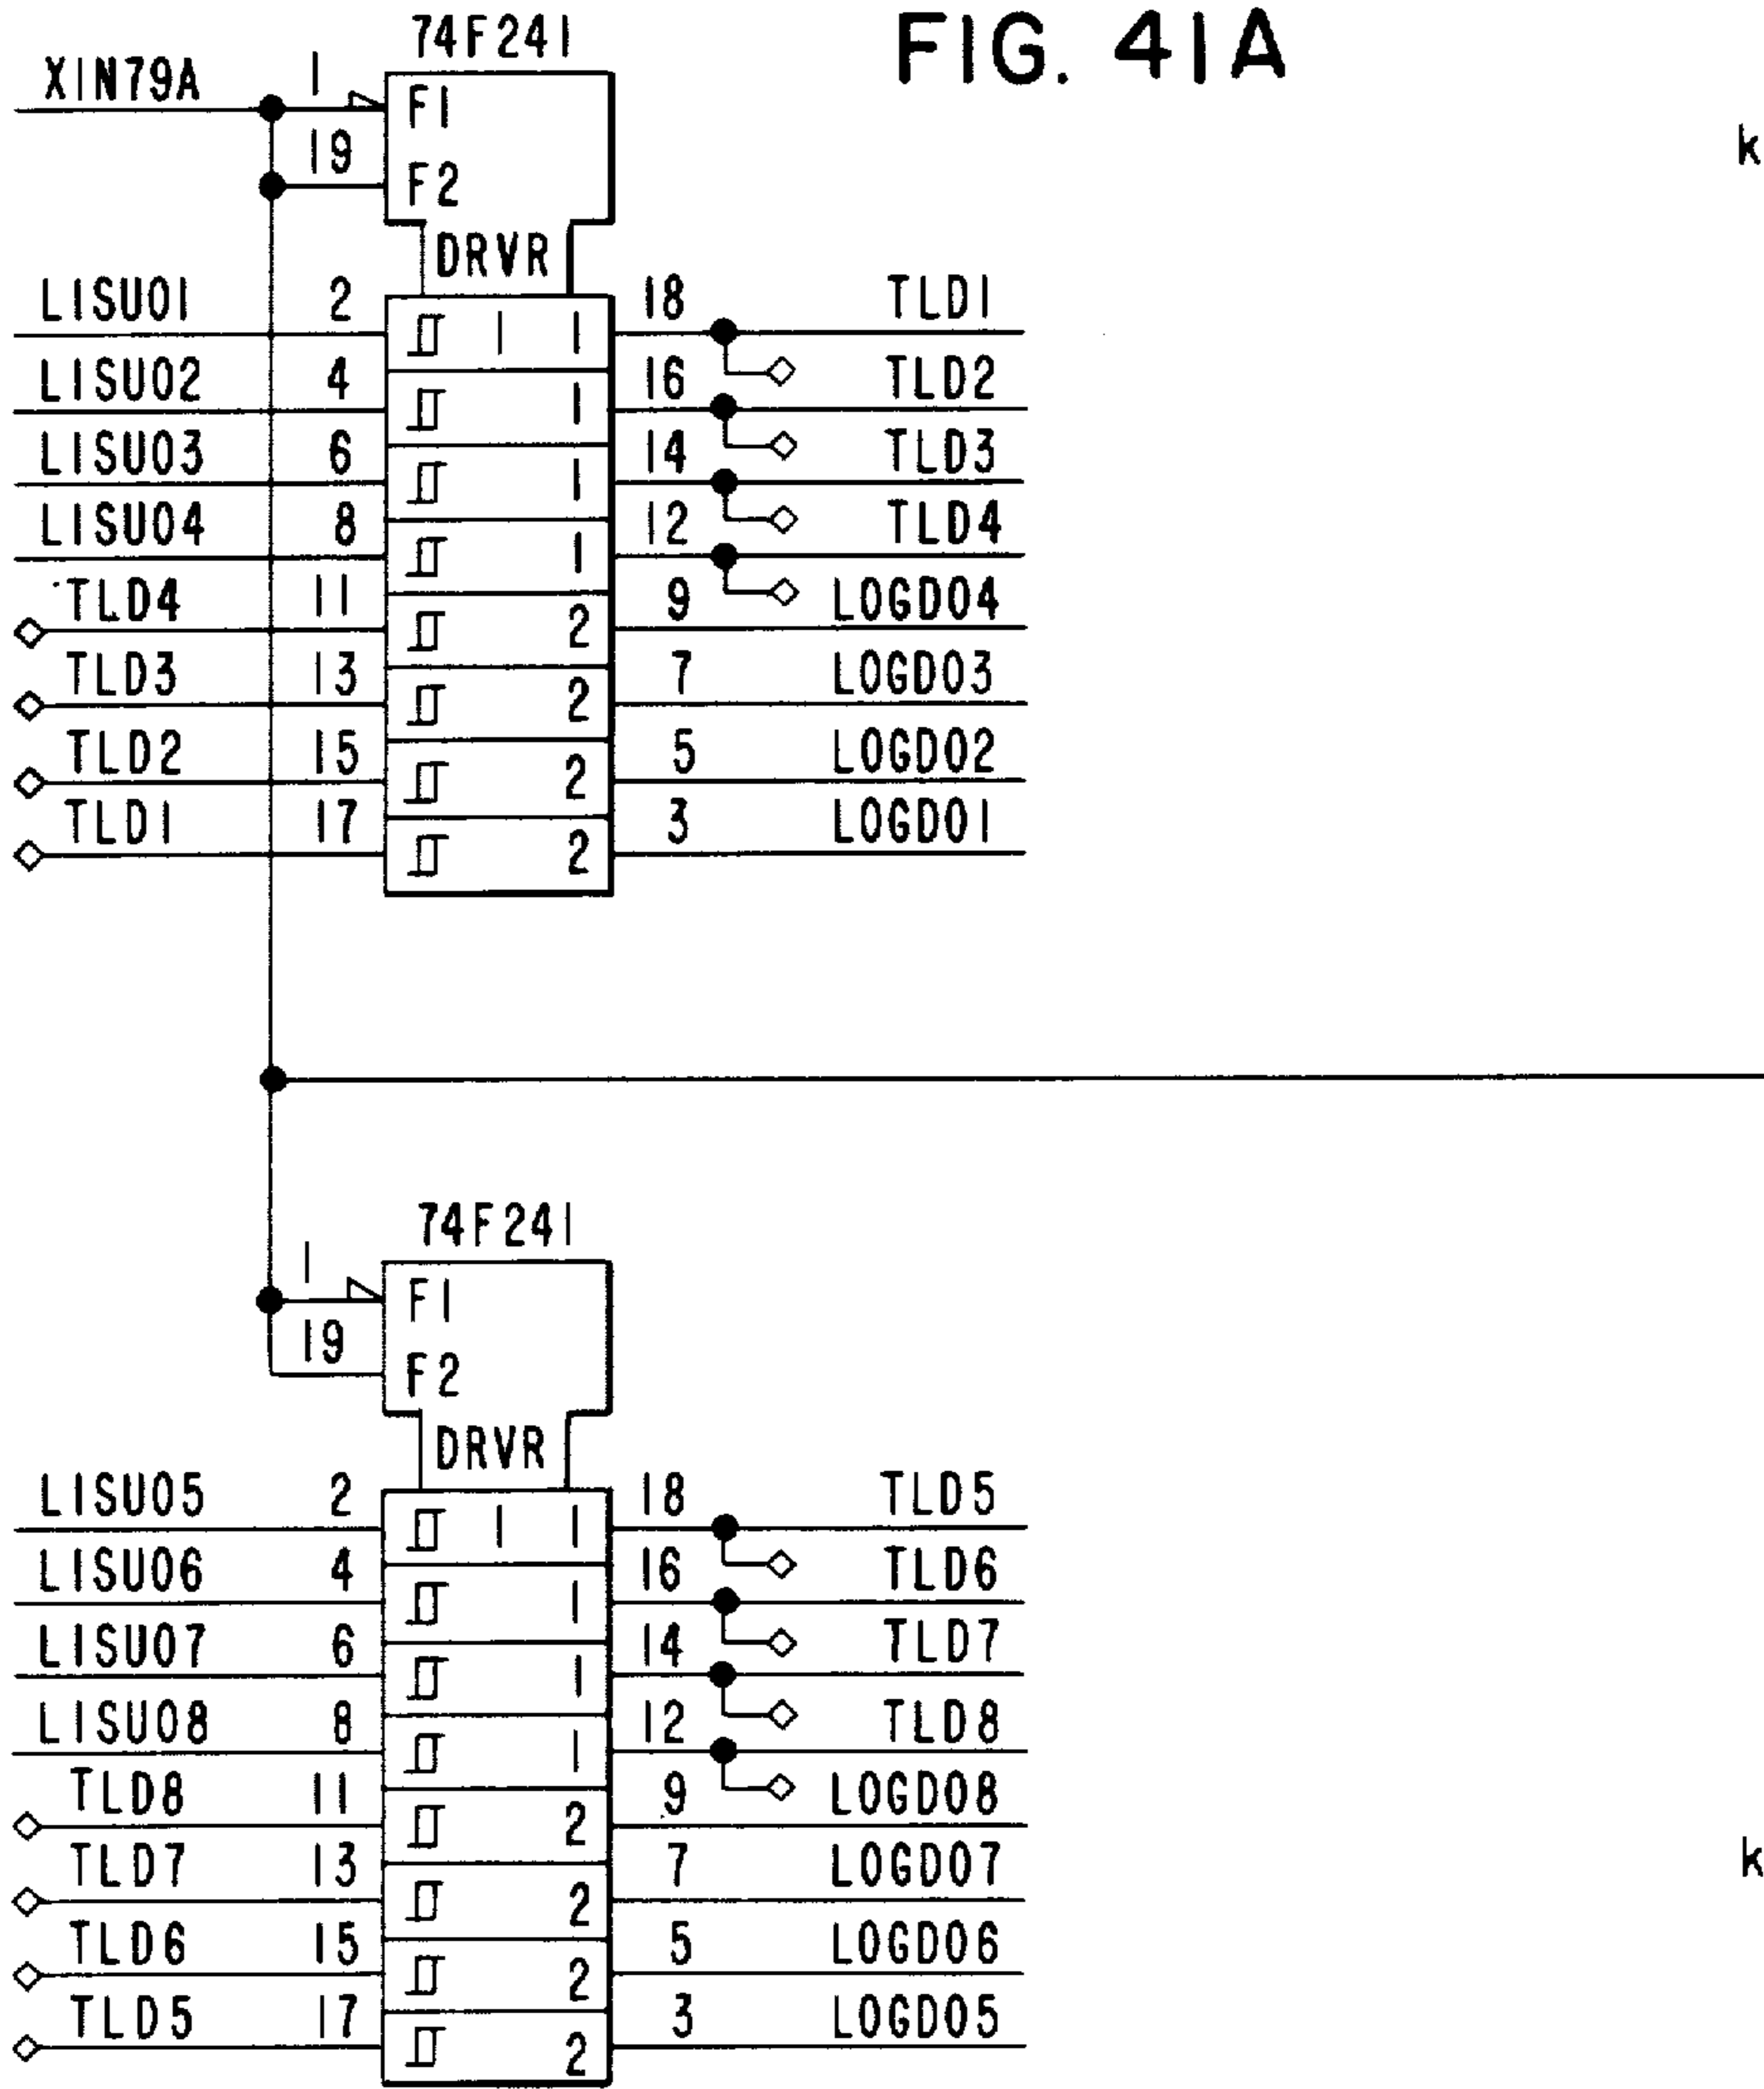 74F241 FIG. 41A
XIN79A 1 F1
k
19 F2
DRVR
LISU01 2 1 1 18 TLD1
LISU02 4 1 16 TLD2
LISU03 6 1 14 TLD3
LISU04 8 1 12 TLD4
TLD4 11 2 9 LOGD04
TLD3 13 2 7 LOGD03
TLD2 15 2 5 LOGD02
TLD1 17 2 3 LOGD01
74F241
1 F1
19 F2
DRVR
LISU05 2 1 1 18 TLD5
LISU06 4 1 16 TLD6
LISU07 6 1 14 TLD7
LISU08 8 1 12 TLD8
TLD8 11 2 9 LOGD08
TLD7 13 2 7 LOGD07 k
TLD6 15 2 5 LOGD06
TLD5 17 2 3 LOGD05